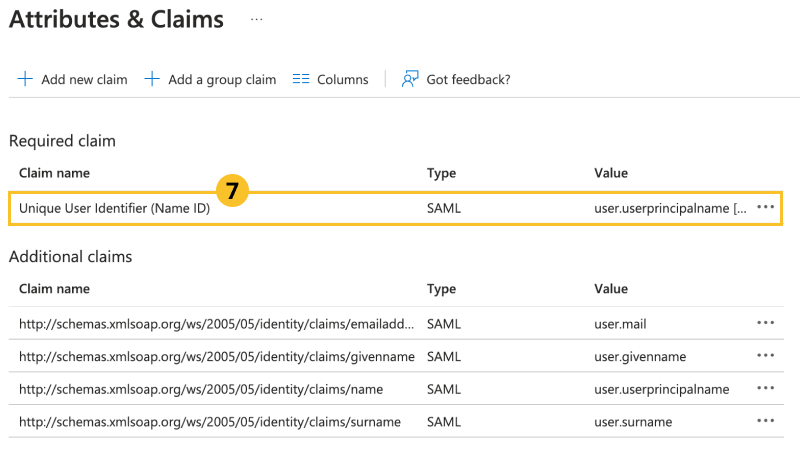 Attributes & Claims ...
Add new claim Add a group claim Columns Got feedback?
Required claim
Claim name Type Value
7
Unique User Identifier (Name ID) SAML user.userprincipalname [... •••
Additional claims
Claim name Type Value
http://schemas.xmlsoap.org/ws/2005/05/identity/claims/emailadd... SAML user.mail •••
http://schemas.xmlsoap.org/ws/2005/05/identity/claims/givenname SAML user.givenname •••
http://schemas.xmlsoap.org/ws/2005/05/identity/claims/name SAML user.userprincipalname •••
http://schemas.xmlsoap.org/ws/2005/05/identity/claims/surname SAML user.surname •••